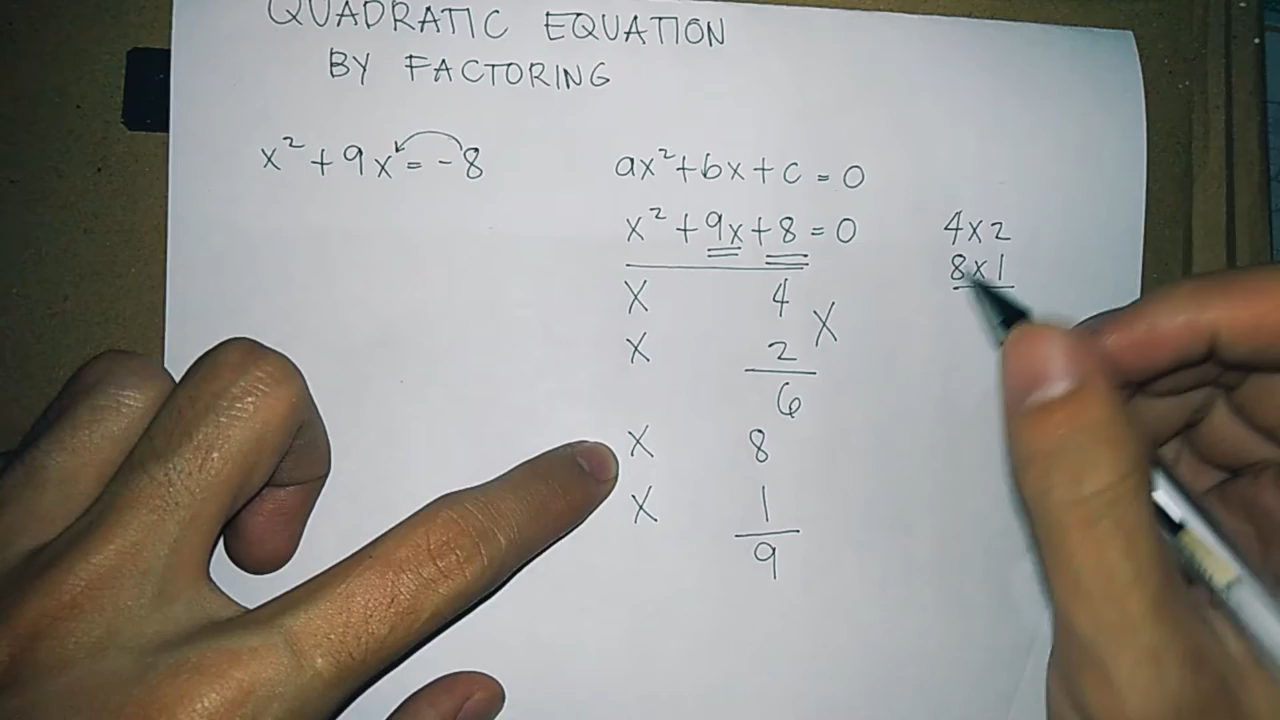 QUADRATIC EQUATION
BY FACTORING
x² + 9x = -8
ax² + bx + c = 0
x² + 9x + 8 = 0
4 x 2
8 x 1
X 4
X 2 X
6
X 8
X 1
9